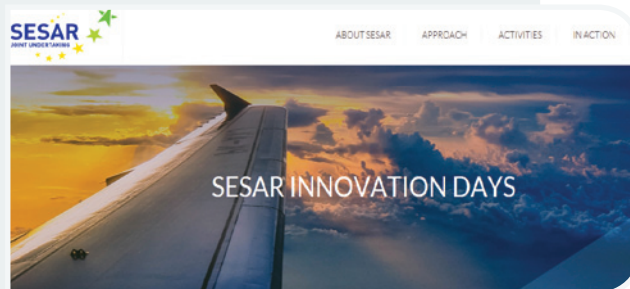 SESAR
JOINT UNDERTAKING
ABOUT SESAR APPROACH ACTIVITIES IN ACTION
SESAR INNOVATION DAYS